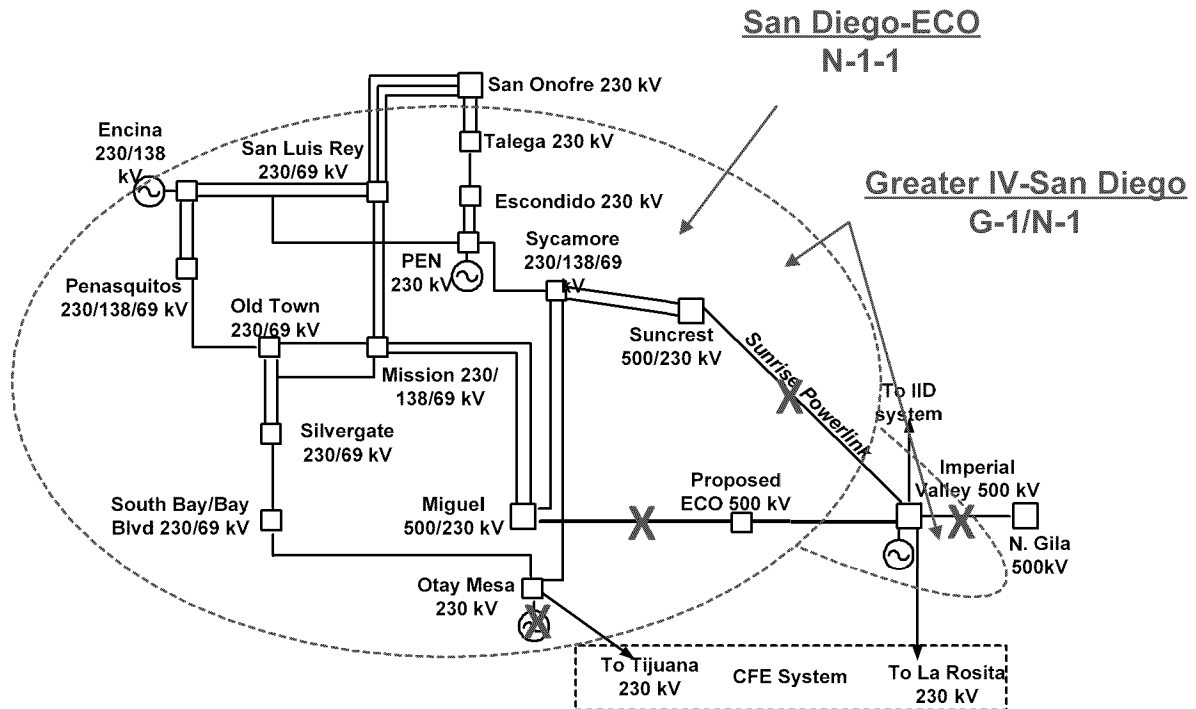 San Diego-ECO
N-1-1
San Onofre 230 kV
Encina
230/138
kV
San Luis Rey
230/69 kV
Talega 230 kV
Escondido 230 kV
Greater IV-San Diego
G-1/N-1
Sycamore
230/138/69
kV
PEN
230 kV
Penasquitos
230/138/69 kV
Old Town
230/69 kV
Suncrest
500/230 kV
Sunrise Powerlink
Mission 230/
138/69 kV
To IID
system
Silvergate
230/69 kV
Proposed
ECO 500 kV
Imperial
Valley 500 kV
South Bay/Bay
Blvd 230/69 kV
Miguel
500/230 kV
X
X
X
N. Gila
500kV
Otay Mesa
230 kV
X
To Tijuana
230 kV
CFE System
To La Rosita
230 kV